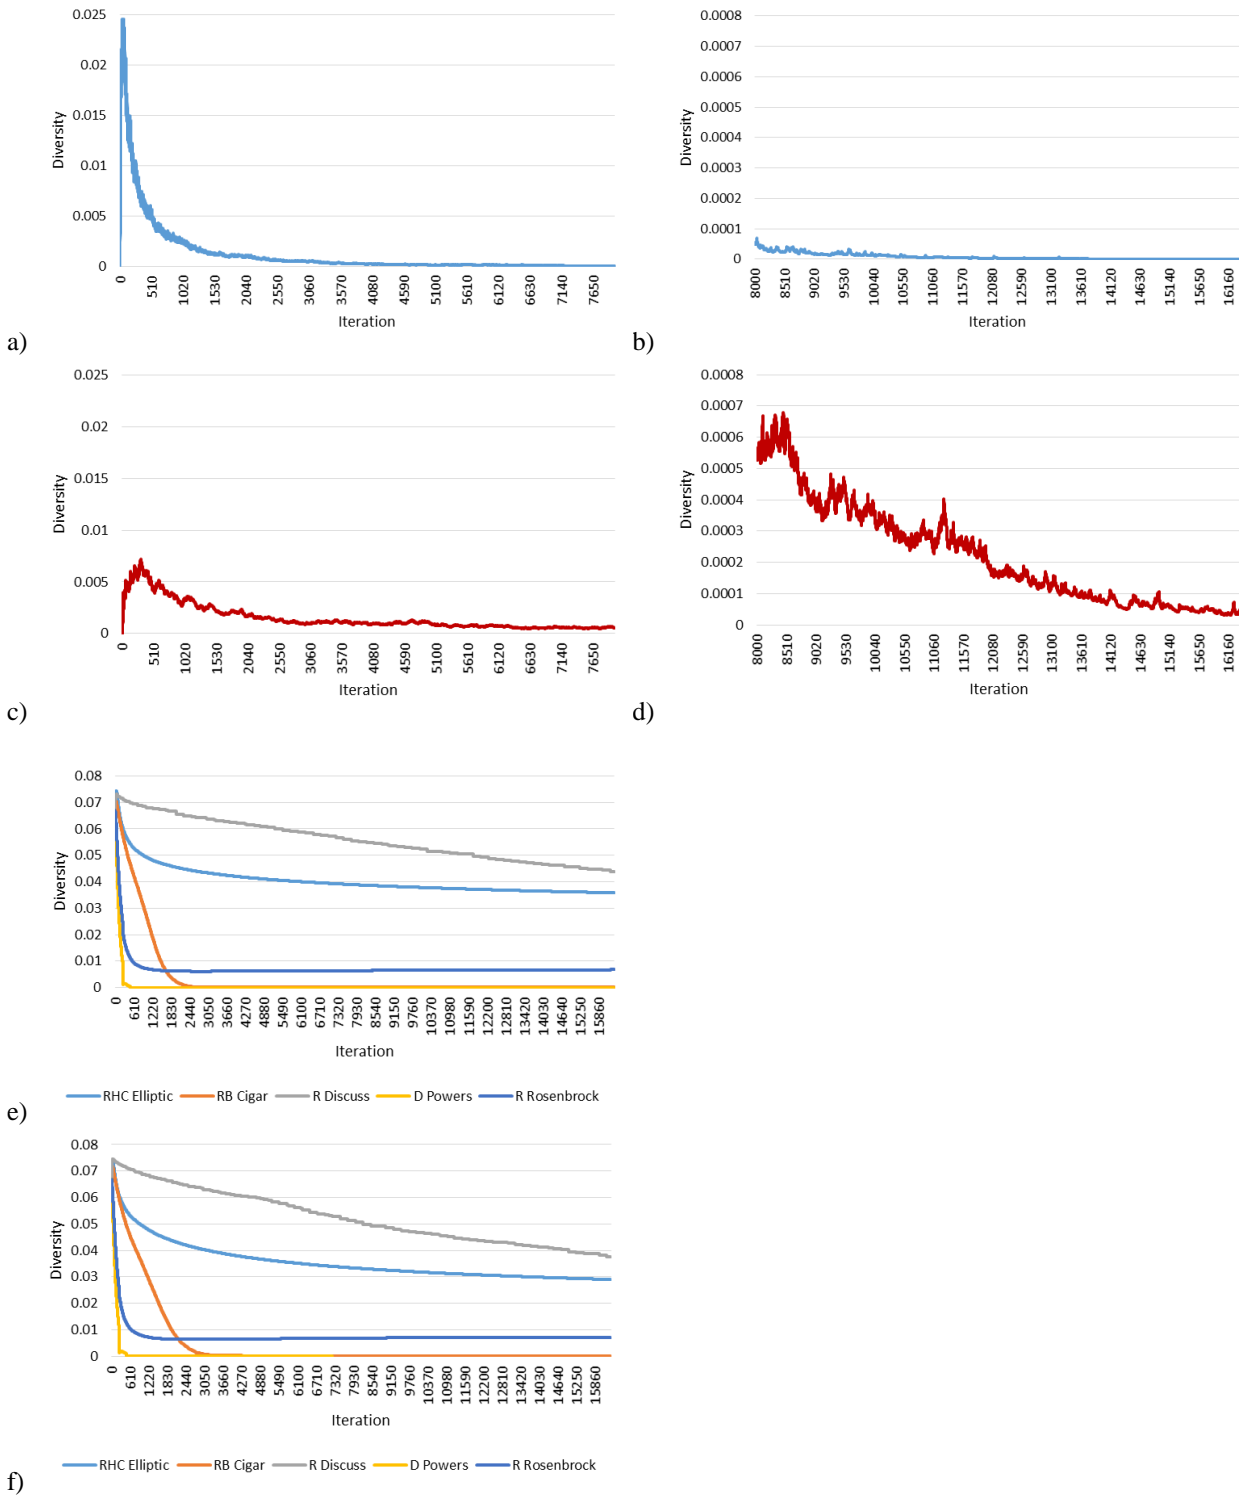 0.025
0.02
0.015
0.01
0.005
0
Diversity
0 510 1020 1530 2040 2550 3060 3570 4080 4590 5100 5610 6120 6630 7140 7650
Iteration
a)
0.0008
0.0007
0.0006
0.0005
0.0004
0.0003
0.0002
0.0001
0
Diversity
8000 8510 9020 9530 10040 10550 11060 11570 12080 12590 13100 13610 14120 14630 15140 15650 16160
Iteration
b)
0.025
0.02
0.015
0.01
0.005
0
Diversity
0 510 1020 1530 2040 2550 3060 3570 4080 4590 5100 5610 6120 6630 7140 7650
Iteration
c)
0.0008
0.0007
0.0006
0.0005
0.0004
0.0003
0.0002
0.0001
0
Diversity
8000 8510 9020 9530 10040 10550 11060 11570 12080 12590 13100 13610 14120 14630 15140 15650 16160
Iteration
d)
0.08
0.07
0.06
0.05
0.04
0.03
0.02
0.01
0
Diversity
0 610 1220 1830 2440 3050 3660 4270 4880 5490 6100 6710 7320 7930 8540 9150 9760 10370 10980 11590 12200 12810 13420 14030 14640 15250 15860
Iteration
RHC Elliptic RB Cigar R Discuss D Powers R Rosenbrock
e)
0.08
0.07
0.06
0.05
0.04
0.03
0.02
0.01
0
Diversity
0 610 1220 1830 2440 3050 3660 4270 4880 5490 6100 6710 7320 7930 8540 9150 9760 10370 10980 11590 12200 12810 13420 14030 14640 15250 15860
Iteration
RHC Elliptic RB Cigar R Discuss D Powers R Rosenbrock
f)